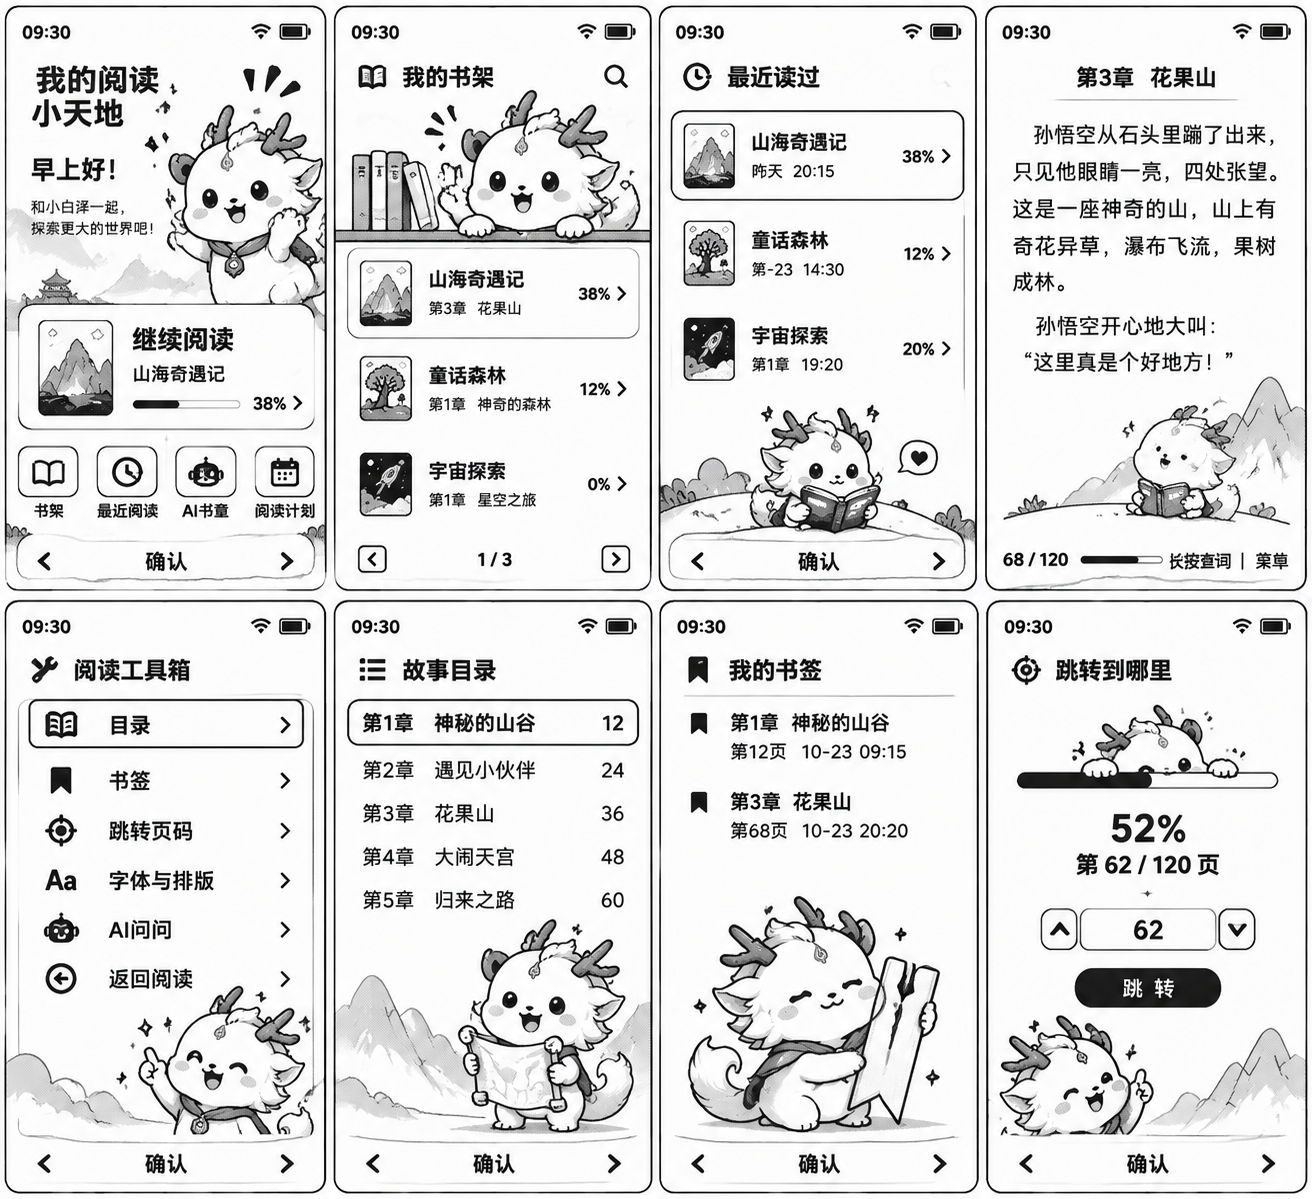 09:30
我的阅读
小天地
早上好！
和小白泽一起，
探索更大的世界吧！
继续阅读
山海奇遇记
38%
书架
最近阅读
AI书童
阅读计划
确认
09:30
我的书架
山海奇遇记
第3章 花果山
38%
童话森林
第1章 神奇的森林
12%
宇宙探索
第1章 星空之旅
0%
1 / 3
09:30
最近读过
山海奇遇记
昨天 20:15
38%
童话森林
第-23 14:30
12%
宇宙探索
第1章 19:20
20%
确认
09:30
第3章 花果山
孙悟空从石头里蹦了出来，
只见他眼睛一亮，四处张望。
这是一座神奇的山，山上有
奇花异草，瀑布飞流，果树
成林。
孙悟空开心地大叫：
“这里真是个好地方！”
68 / 120
长按查词 |
09:30
阅读工具箱
目录
书签
跳转页码
Aa 字体与排版
AI问问
返回阅读
确认
09:30
故事目录
第1章 神秘的山谷 12
第2章 遇见小伙伴 24
第3章 花果山 36
第4章 大闹天宫 48
第5章 归来之路 60
确认
09:30
我的书签
第1章 神秘的山谷
第12页 10-23 09:15
第3章 花果山
第68页 10-23 20:20
确认
09:30
跳转到哪里
52%
第 62 / 120 页
62
跳 转
确认